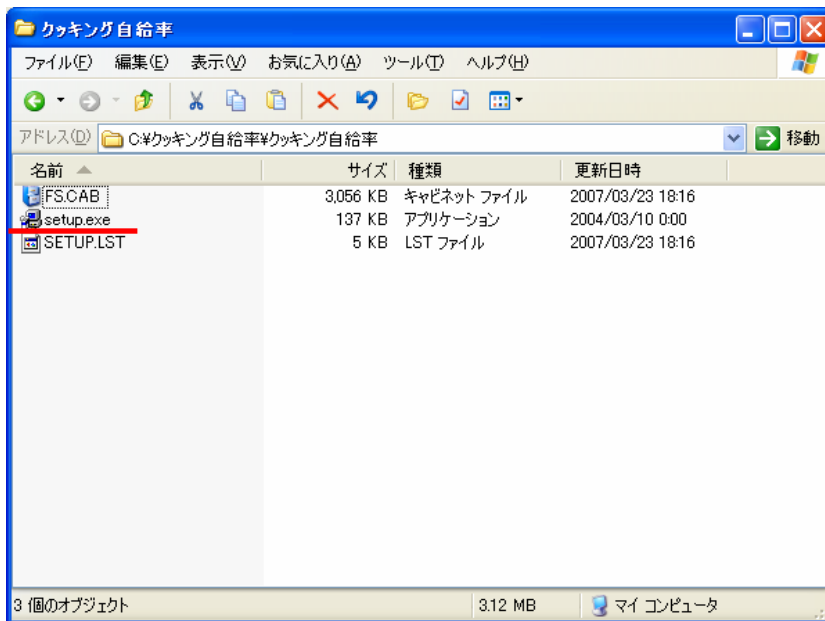 クッキング自給率
ファイル(F) 編集(E) 表示(V) お気に入り(A) ツール(T) ヘルプ(H)
アドレス(D) C:¥クッキング自給率¥クッキング自給率 移動
名前 サイズ 種類 更新日時
FS.CAB 3,056 KB キャビネット ファイル 2007/03/23 18:16
setup.exe 137 KB アプリケーション 2004/03/10 0:00
SETUP.LST 5 KB LST ファイル 2007/03/23 18:16
3 個のオブジェクト 3.12 MB マイ コンピュータ